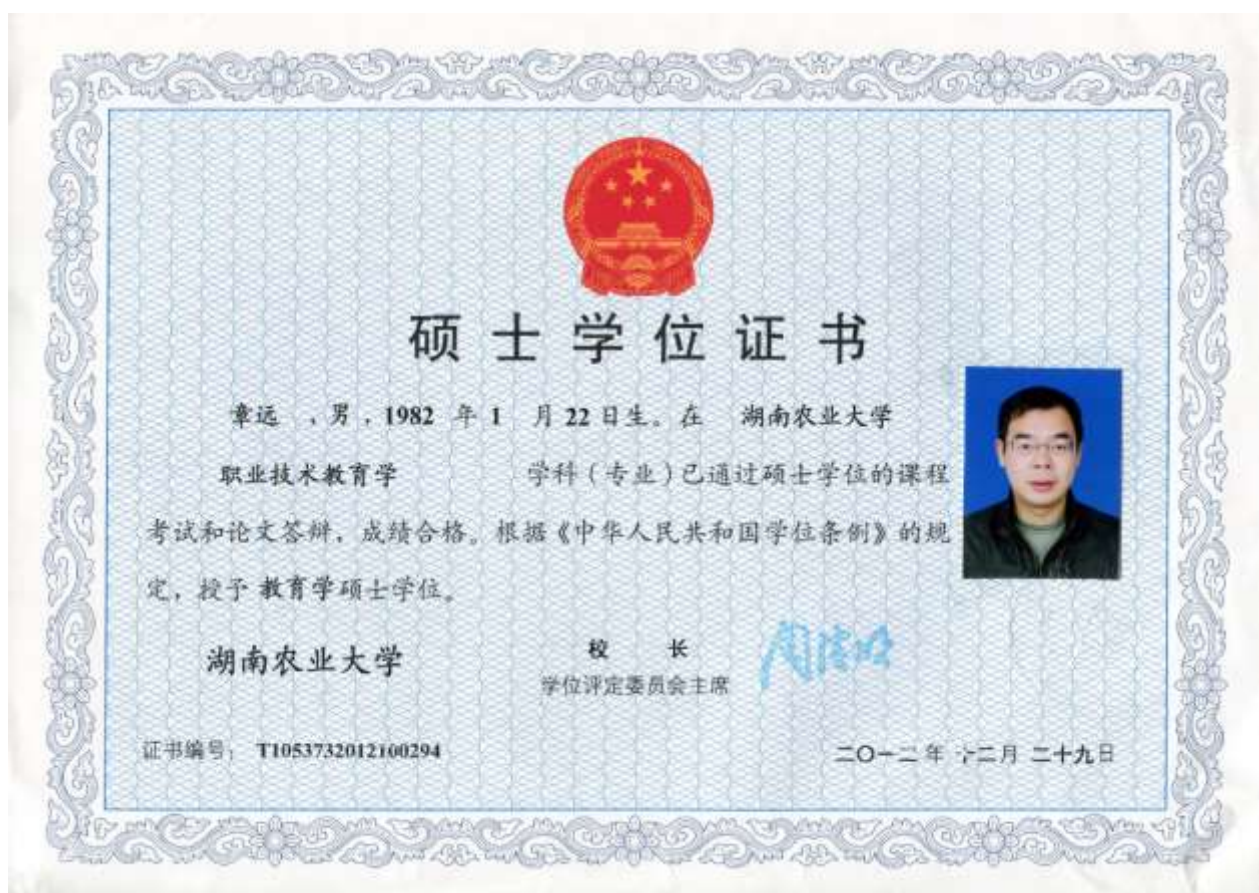 硕士学位证书
章远 ,男,1982 年 1 月 22 日生。在 湖南农业大学
职业技术教育学 学科(专业)已通过硕士学位的课程
考试和论文答辩,成绩合格。根据《中华人民共和国学位条例》的规
定,授予 教育学硕士学位。
湖南农业大学
校 长
学位评定委员会主席
周清明
证书编号: T1053732012100294
二〇一二年 十二月 二十九日